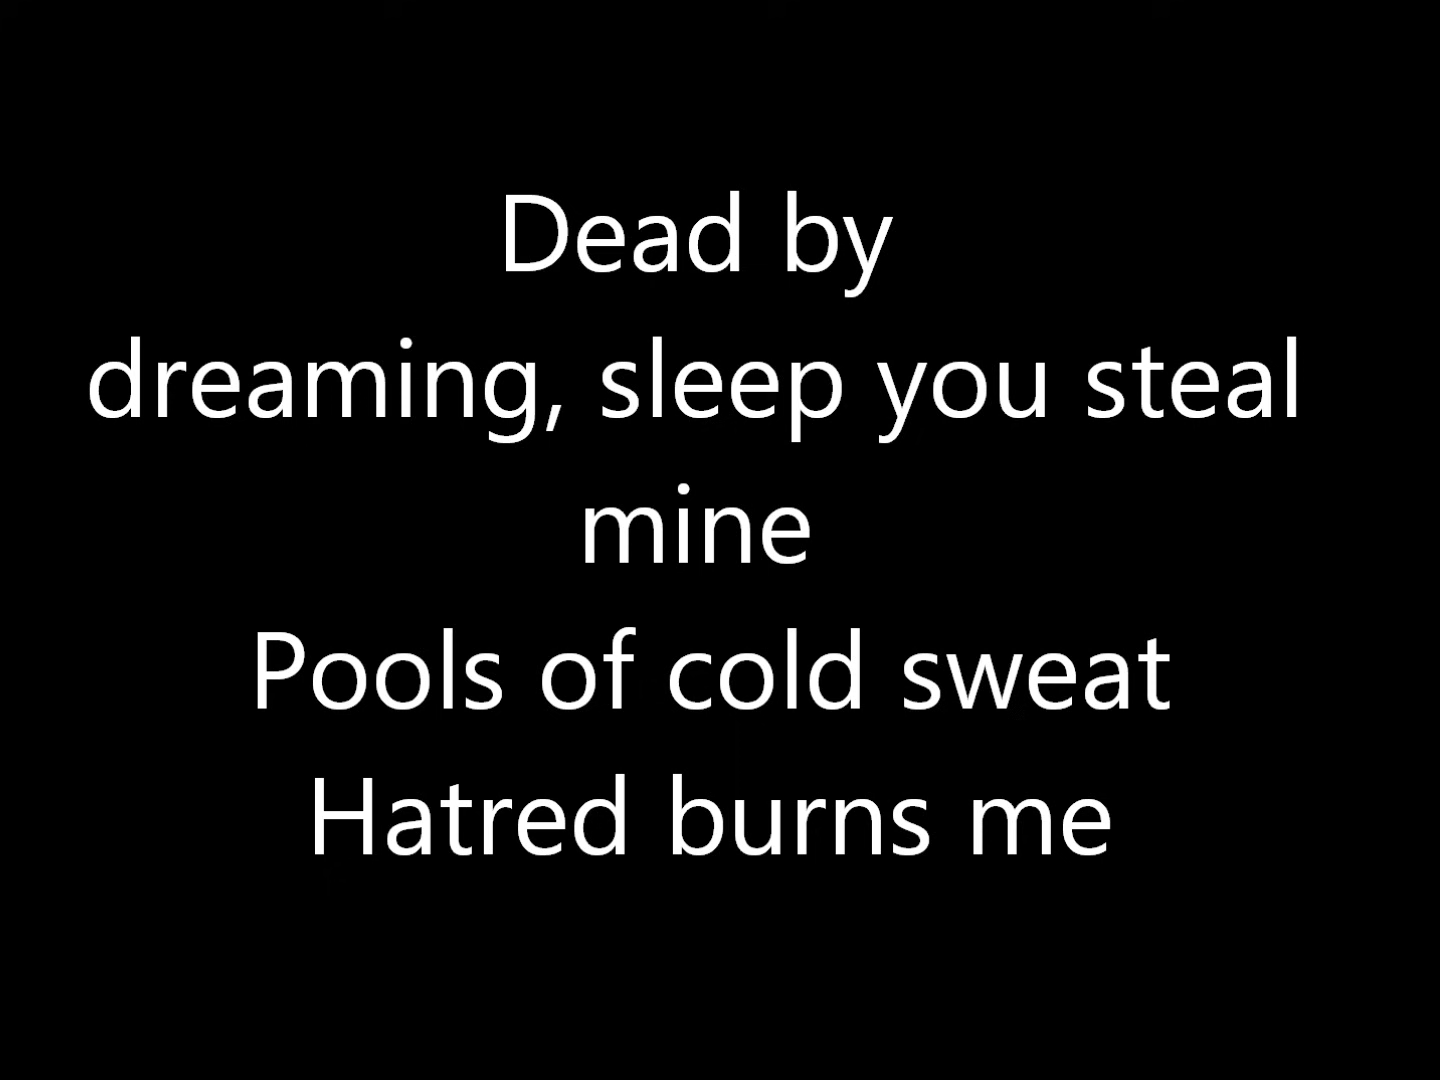 Dead by
dreaming, sleep you steal
mine
Pools of cold sweat
Hatred burns me